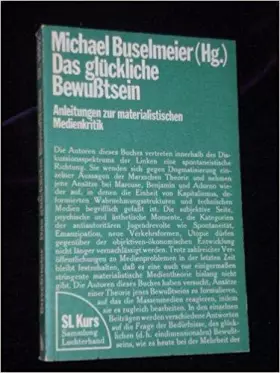 Michael Buselmeier (Hg.)
Das glückliche
Bewußtsein
Anleitungen zur materialistischen
Medienkritik
Die Autoren dieses Buches vertreten innerhalb des Dis-
kussionsspektrums der Linken eine spontaneistische
Richtung. Sie wenden sich gegen Dogmatisierung ein-
zelner Aussagen der Marxschen Theorie und nehmen
jene Ansätze bei Marcuse, Benjamin und Adorno wie-
der auf, in denen die Einheit von Kapitalismus, de-
formierten Wahrnehmungsstrukturen und technischen
Medien begrifflich gefaßt ist. Die subjektive Seite,
psychische und ästhetische Momente, die Kategorien
der antiautoritären Jugendrevolte wie Spontaneität,
Emanzipation, neue Verkehrsformen, Utopie dürfen
gegenüber der objektiven-ökonomischen Entwicklung
nicht länger vernachlässigt werden. Trotz zahlreicher Ver-
öffentlichungen zu Medienproblemen in der letzten Zeit
bleibt festzuhalten, daß es eine auch nur einigermaßen
stringente materialistische Medientheorie bislang nicht
gibt. Die Autoren dieses Buches haben versucht, Ansätze
einer Theorie jenes Bewußtseins zu formulieren,
auf das die Massenmedien reagieren, indem
sie es zugleich bearbeiten. In den einzelnen
Beiträgen werden verschiedene Antworten
auf die Frage der Bedürfnisse, des glück-
lichen (d. h. eindimensionalen) Bewußt-
seins, wie es heute bei der Mehrheit der
SL Kurs
Sammlung
Luchterhand